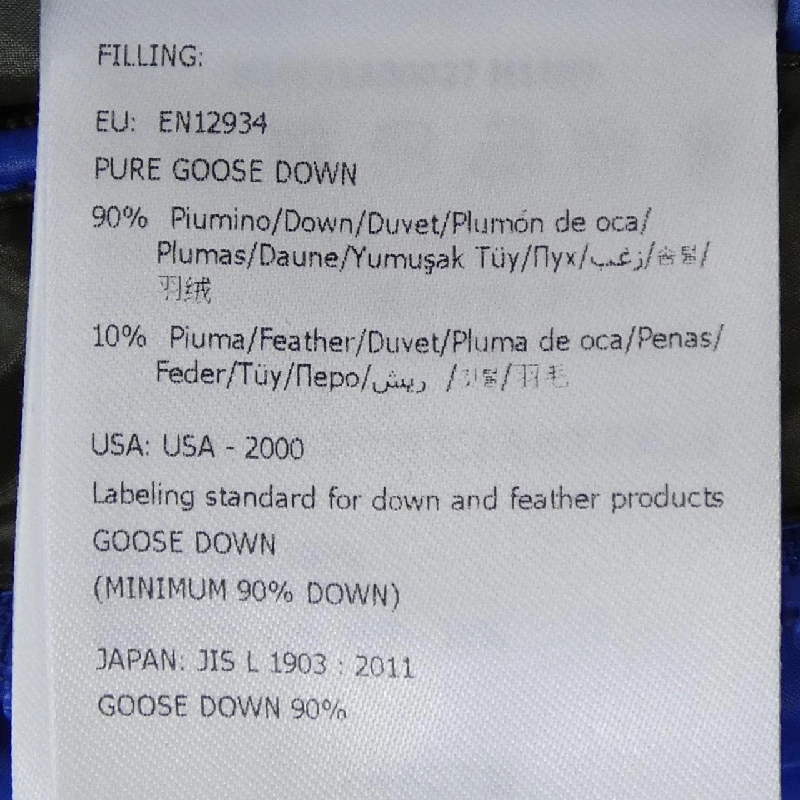 FILLING:
EU: EN12934
PURE GOOSE DOWN
90% Piumino/Down/Duvet/Plumón de oca/
Plumas/Daune/Yumuşak Tüy/Пух/زغب/솜털/
羽绒
10% Piuma/Feather/Duvet/Pluma de oca/Penas/
Feder/Tüy/Перо/ريش /깃털/羽毛
USA: USA - 2000
Labeling standard for down and feather products
GOOSE DOWN
(MINIMUM 90% DOWN)
JAPAN: JIS L 1903 : 2011
GOOSE DOWN 90%